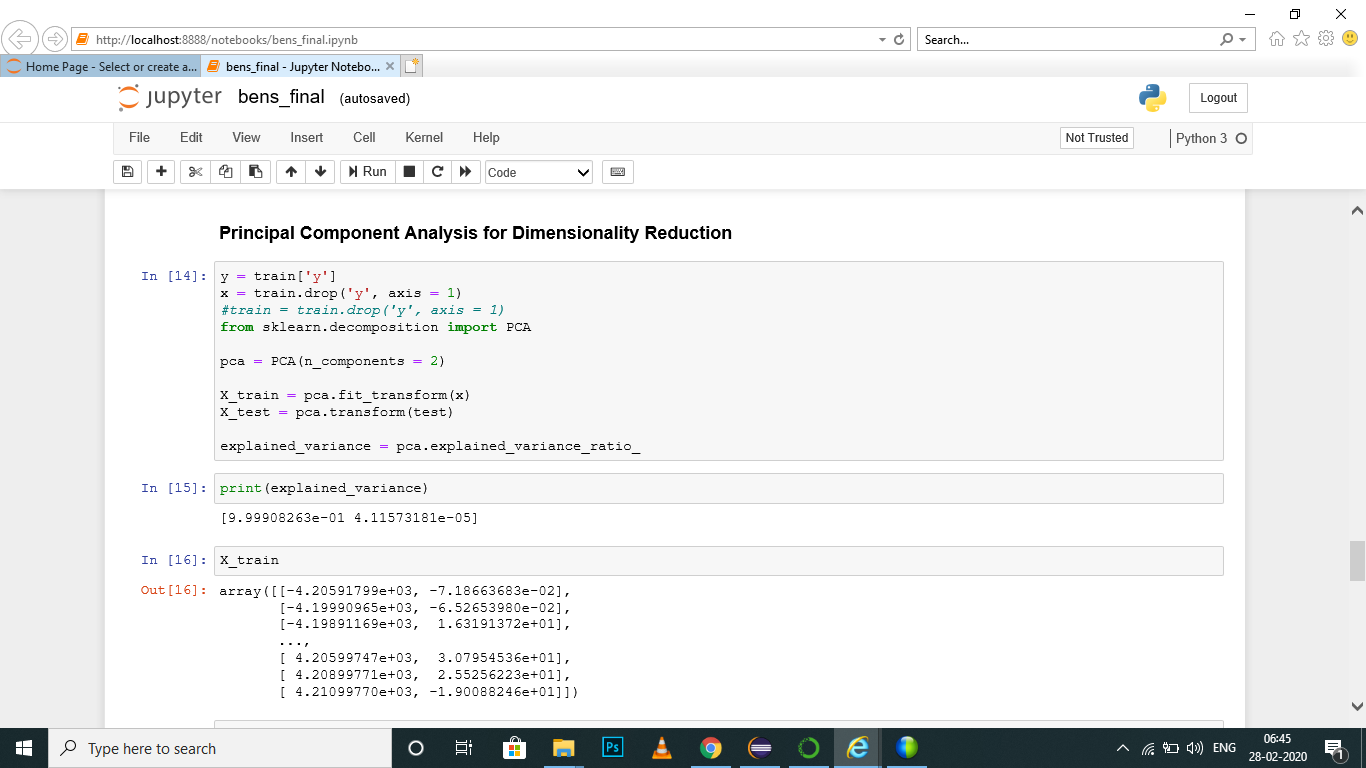 http://localhost:8888/notebooks/bens_final.ipynb
Search...
Home Page - Select or create a...
bens_final - Jupyter Notebo...
jupyter bens_final (autosaved)
Logout
File Edit View Insert Cell Kernel Help
Not Trusted
Python 3
Run
Code
Principal Component Analysis for Dimensionality Reduction
In [14]:
y = train['y']
x = train.drop('y', axis = 1)
#train = train.drop('y', axis = 1)
from sklearn.decomposition import PCA
pca = PCA(n_components = 2)
X_train = pca.fit_transform(x)
X_test = pca.transform(test)
explained_variance = pca.explained_variance_ratio_
In [15]: print(explained_variance)
[9.99908263e-01 4.11573181e-05]
In [16]: X_train
Out[16]: array([[-4.20591799e+03, -7.18663683e-02],
[-4.19990965e+03, -6.52653980e-02],
[-4.19891169e+03, 1.63191372e+01],
...,
[ 4.20599747e+03, 3.07954536e+01],
[ 4.20899771e+03, 2.55256223e+01],
[ 4.21099770e+03, -1.90088246e+01]])
Type here to search
Ps
ENG
06:45
28-02-2020
1